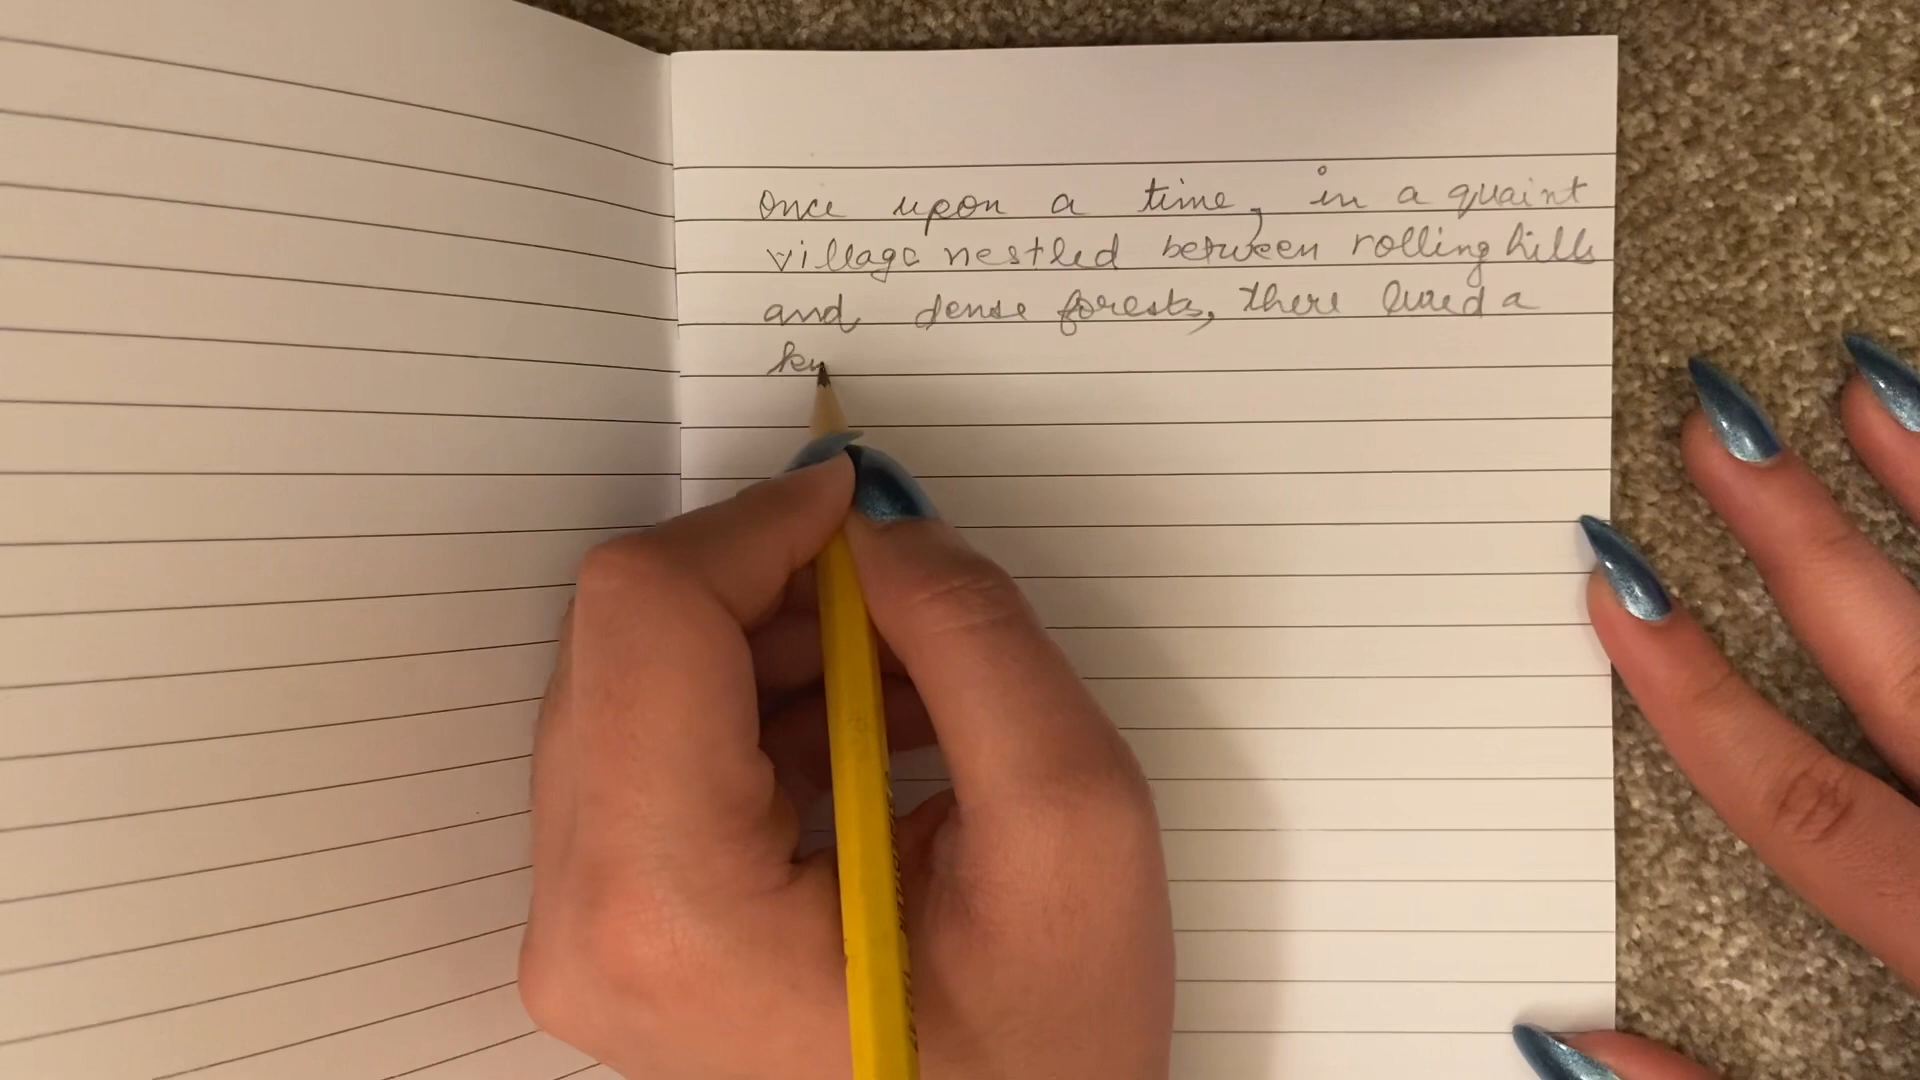 Once upon a time, in a quaint
village nestled between rolling hills
and dense forests, there lived a